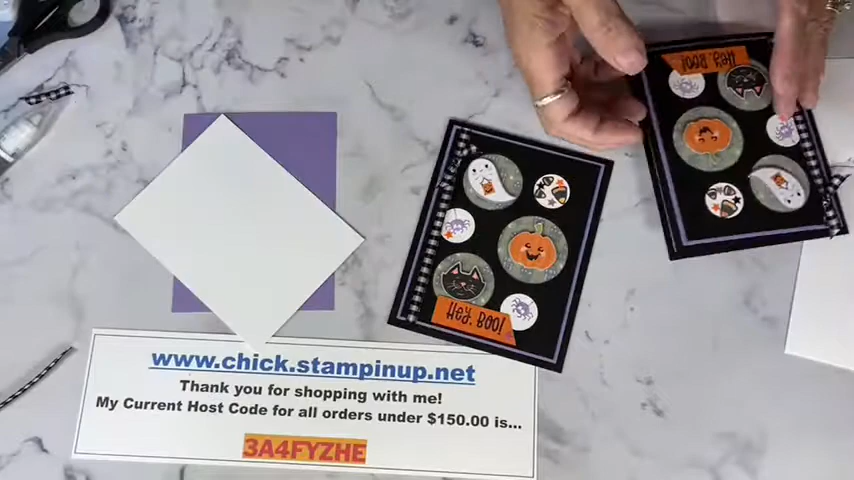 Hey, BOO!
Hey, BOO!
www.chick.stampinup.net
Thank you for shopping with me!
My Current Host Code for all orders under $150.00 is...
3A4FYZHE